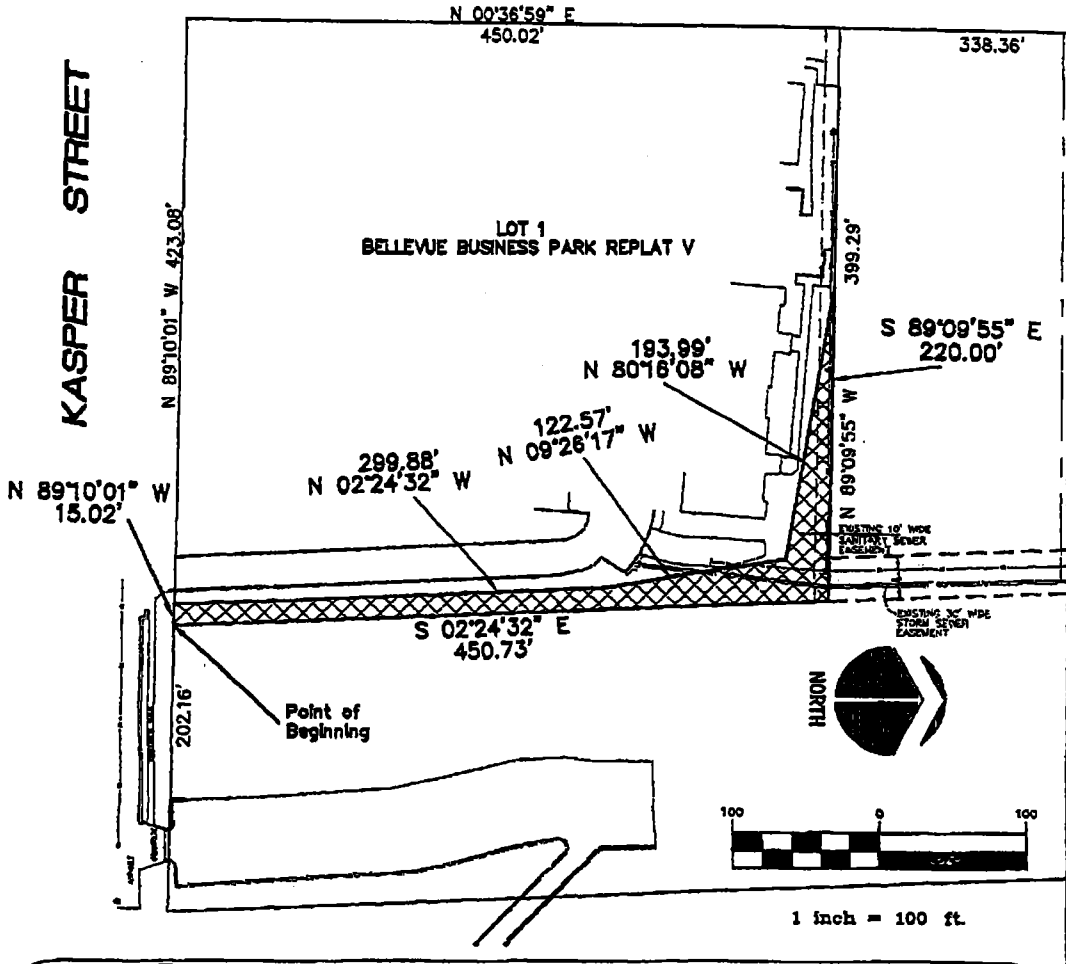 N 00°36'59" E
450.02'
338.36'
KASPER STREET
N 89°10'01" W 423.08'
LOT 1
BELLEVUE BUSINESS PARK REPLAT V
399.29'
S 89°09'55" E
220.00'
193.99'
N 80°16'08" W
122.57'
N 09°26'17" W
N 89°09'55" W
299.88'
N 02°24'32" W
N 89°10'01" W
15.02'
EXISTING 10' WIDE
SANITARY SEWER
EASEMENT
S 02°24'32" E
450.73'
EXISTING 30' WIDE
STORM SEWER
EASEMENT
NORTH
202.16'
Point of
Beginning
100 0 100
1 inch = 100 ft.